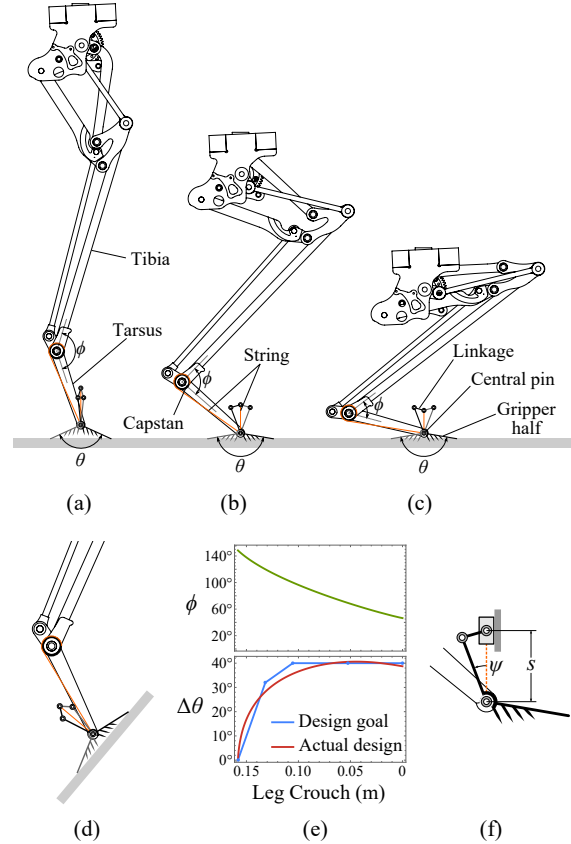 Tibia
Tarsus
ϕ
θ
(a)
String
ϕ
Capstan
θ
(b)
Linkage
Central pin
Gripper
half
ϕ
θ
(c)
(d)
140°
100°
60°
20°
ϕ
40°
30°
20°
10°
0°
Δθ
Design goal
Actual design
0.15 0.10 0.05 0
Leg Crouch (m)
(e)
ψ
S
(f)